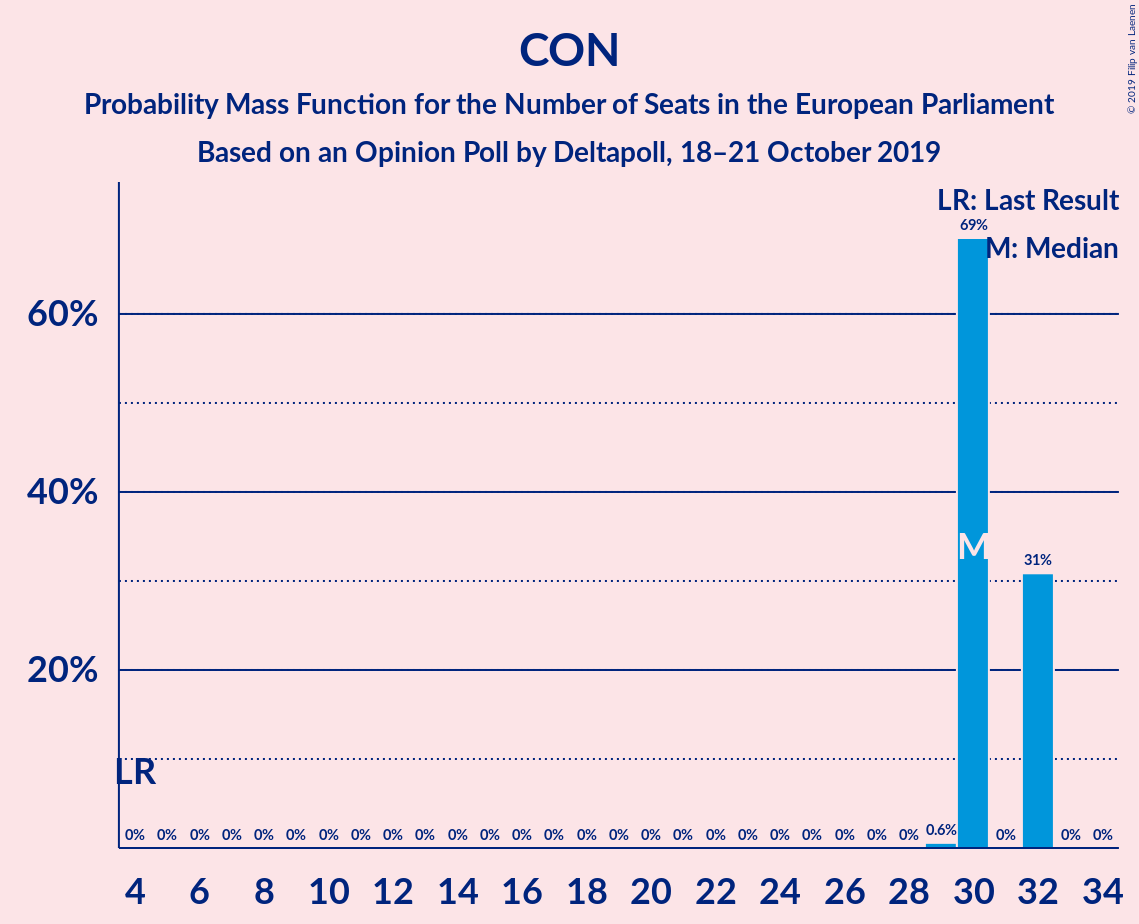 CON
Probability Mass Function for the Number of Seats in the European Parliament
Based on an Opinion Poll by Deltapoll, 18–21 October 2019
© 2019 Filip van Laenen
LR: Last Result
M: Median
69%
60%
40%
M
31%
20%
LR
0% 0% 0% 0% 0% 0% 0% 0% 0% 0% 0% 0% 0% 0% 0% 0% 0% 0% 0% 0% 0% 0% 0% 0% 0% 0.6% 0% 0% 0%
4 6 8 10 12 14 16 18 20 22 24 26 28 30 32 34